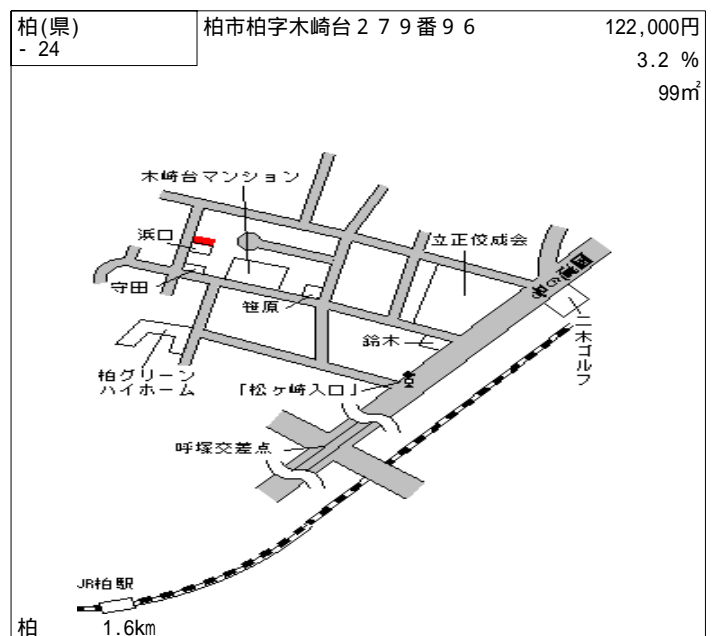 柏(県)
- 24
柏市柏字木崎台２７９番９６
122,000円
3.2 %
99㎡
木崎台マンション
浜口
立正佼成会
国道6号
守田
笹原
鈴木
二木ゴルフ
柏グリーン
ハイホーム
「松ヶ崎入口」
呼塚交差点
JR柏駅
柏 1.6km